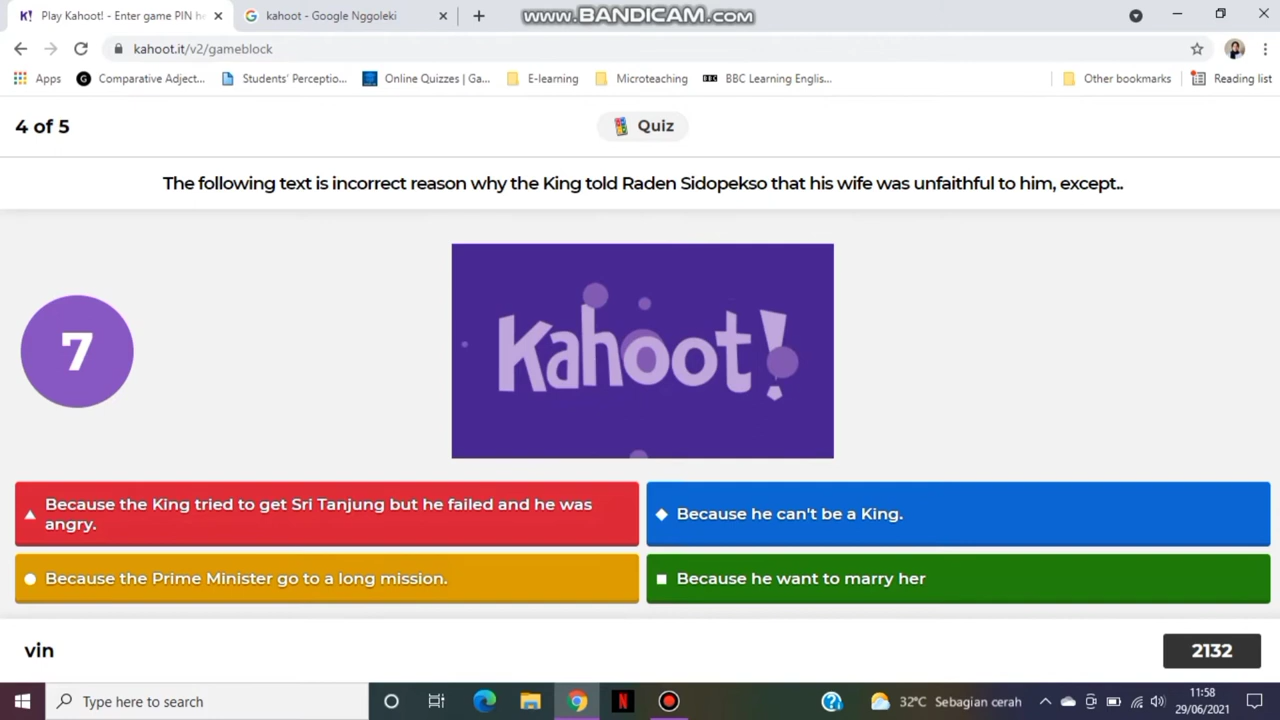 Play Kahoot! - Enter game PIN he
kahoot - Google Nggoleki
www.BANDICAM.com
kahoot.it/v2/gameblock
Apps
Comparative Adject...
Students' Perceptio...
Online Quizzes | Ga...
E-learning
Microteaching
BBC Learning Englis...
Other bookmarks
Reading list
4 of 5
Quiz
The following text is incorrect reason why the King told Raden Sidopekso that his wife was unfaithful to him, except..
7
Kahoot!
Because the King tried to get Sri Tanjung but he failed and he was
angry.
Because he can't be a King.
Because the Prime Minister go to a long mission.
Because he want to marry her
vin
2132
Type here to search
32°C Sebagian cerah
11:58
29/06/2021